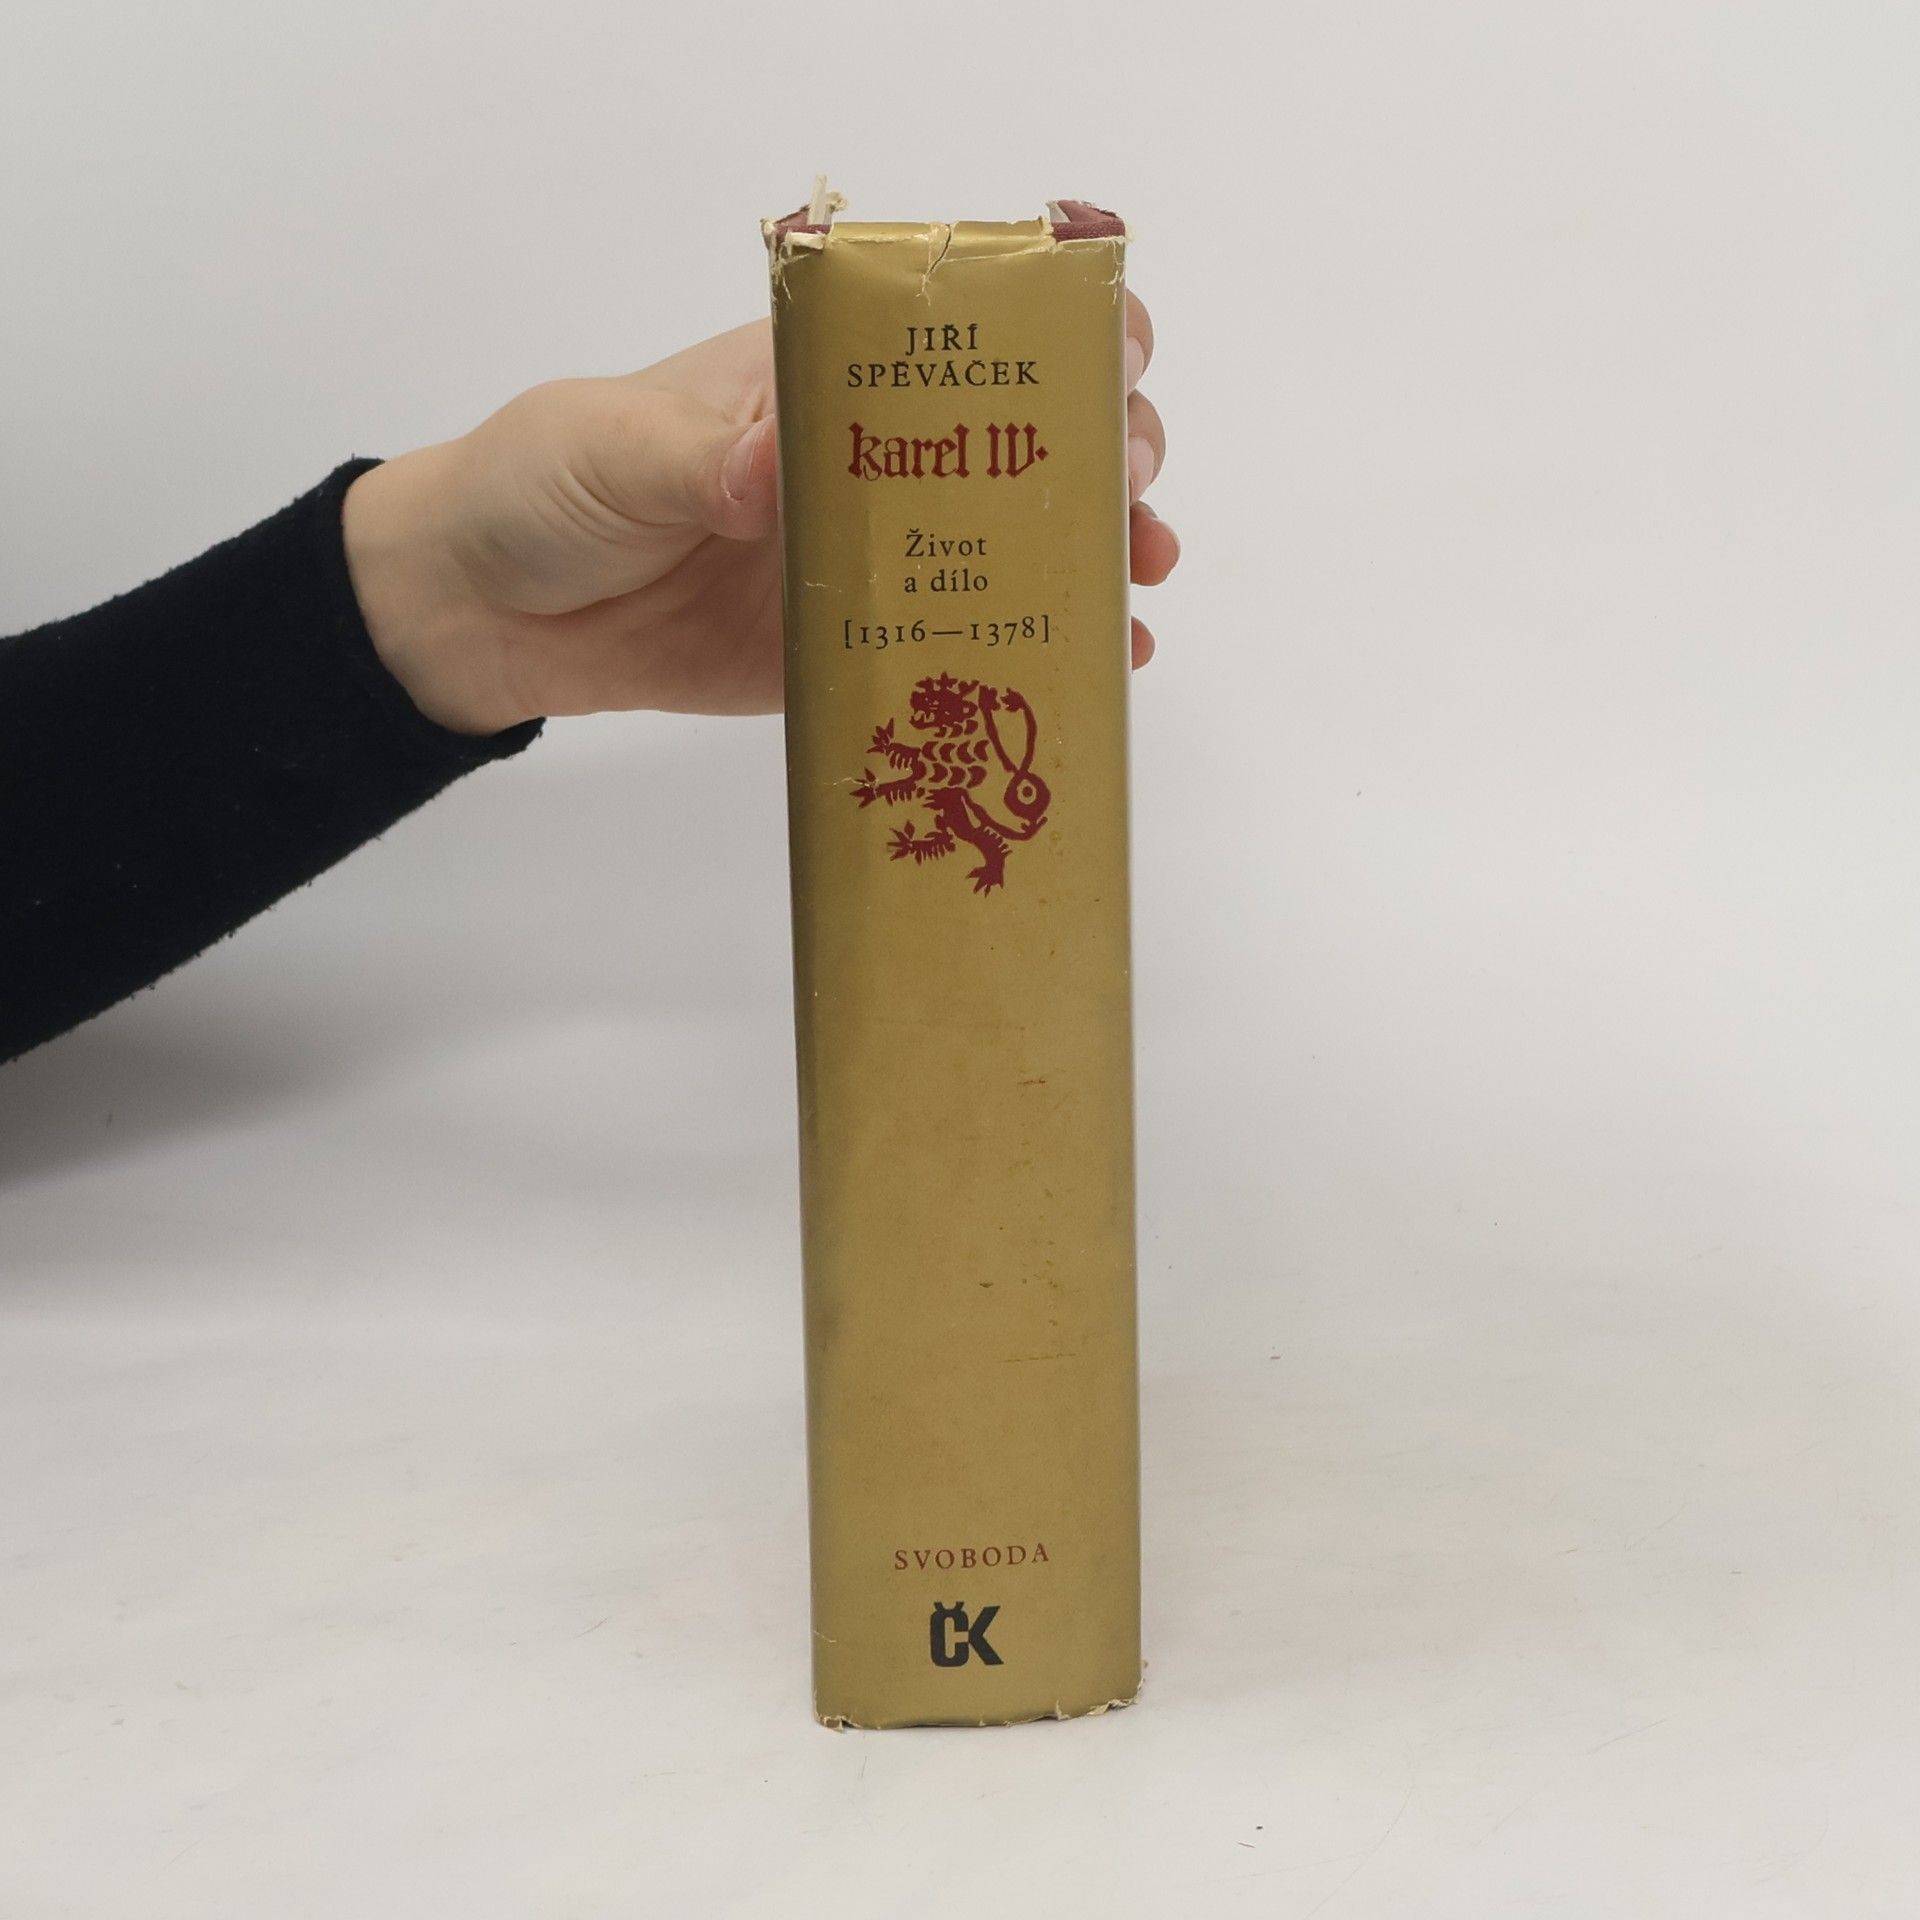 JIŘÍ
SPĚVÁČEK
karel IV.
Život
a dílo
[1316—1378]
SVOBODA
ČK